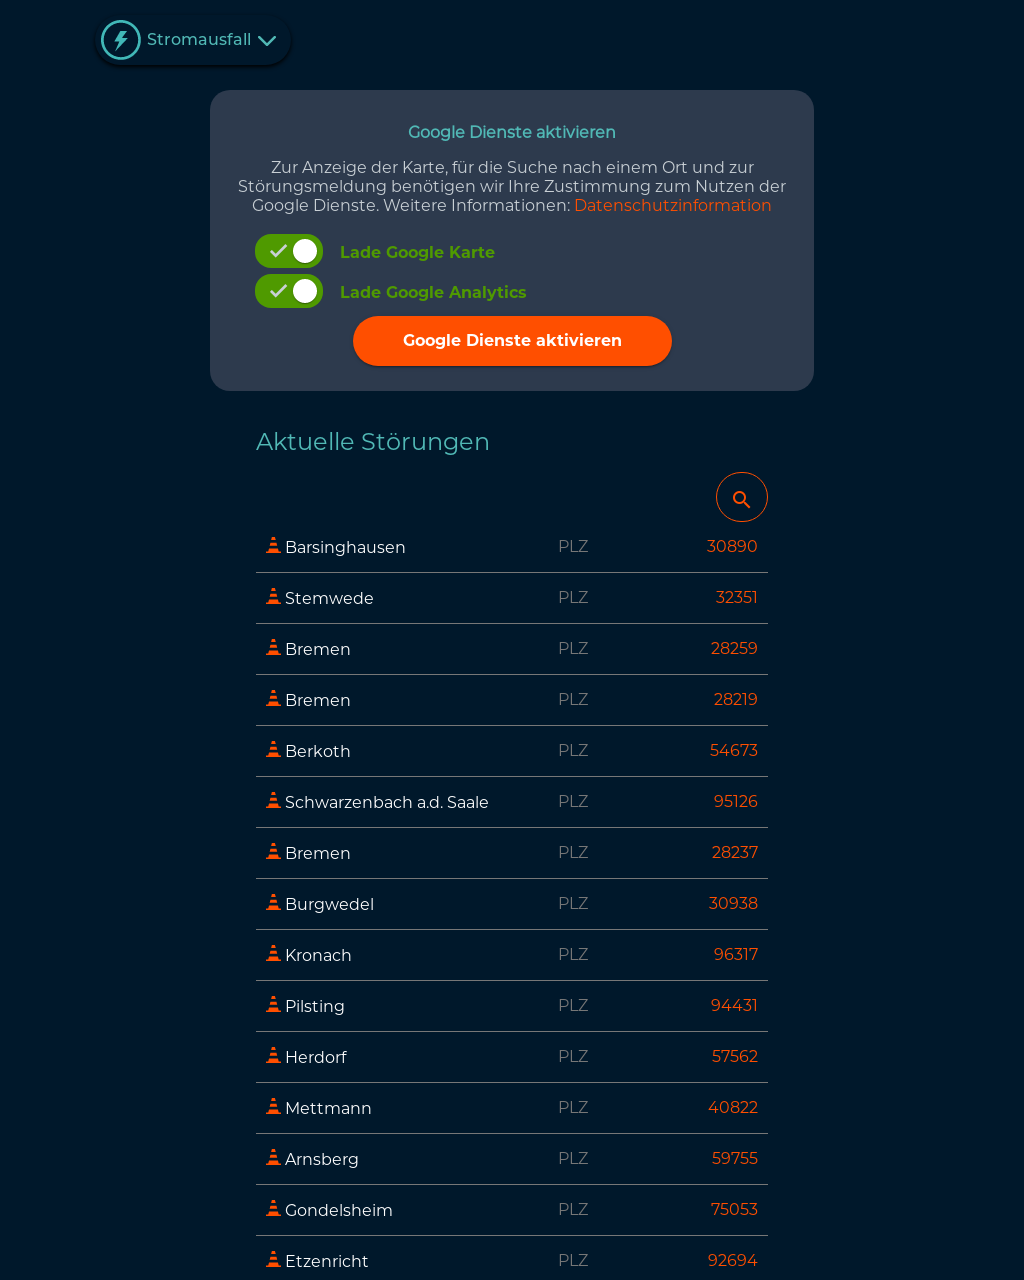 Stromausfall
Google Dienste aktivieren
Zur Anzeige der Karte, für die Suche nach einem Ort und zur
Störungsmeldung benötigen wir Ihre Zustimmung zum Nutzen der
Google Dienste. Weitere Informationen: Datenschutzinformation
Lade Google Karte
Lade Google Analytics
Google Dienste aktivieren
Aktuelle Störungen
Barsinghausen PLZ 30890
Stemwede PLZ 32351
Bremen PLZ 28259
Bremen PLZ 28219
Berkoth PLZ 54673
Schwarzenbach a.d. Saale PLZ 95126
Bremen PLZ 28237
Burgwedel PLZ 30938
Kronach PLZ 96317
Pilsting PLZ 94431
Herdorf PLZ 57562
Mettmann PLZ 40822
Arnsberg PLZ 59755
Gondelsheim PLZ 75053
Etzenricht PLZ 92694